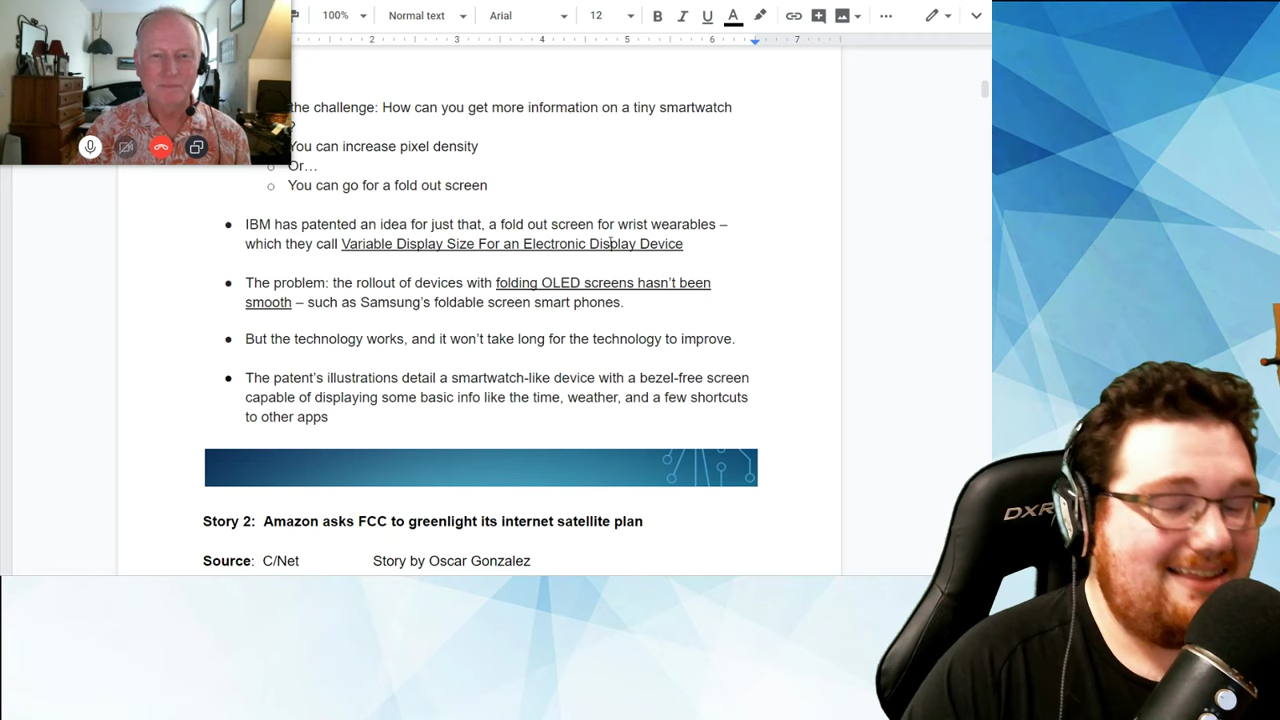 100%
Normal text
Arial
12
B I U A
2 3 4 5 6 7
the challenge: How can you get more information on a tiny smartwatch
?
You can increase pixel density
Or…
You can go for a fold out screen
IBM has patented an idea for just that, a fold out screen for wrist wearables –
which they call Variable Display Size For an Electronic Display Device
The problem: the rollout of devices with folding OLED screens hasn't been
smooth – such as Samsung's foldable screen smart phones.
But the technology works, and it won't take long for the technology to improve.
The patent's illustrations detail a smartwatch-like device with a bezel-free screen
capable of displaying some basic info like the time, weather, and a few shortcuts
to other apps
Story 2: Amazon asks FCC to greenlight its internet satellite plan
Source: C/Net Story by Oscar Gonzalez
DXR